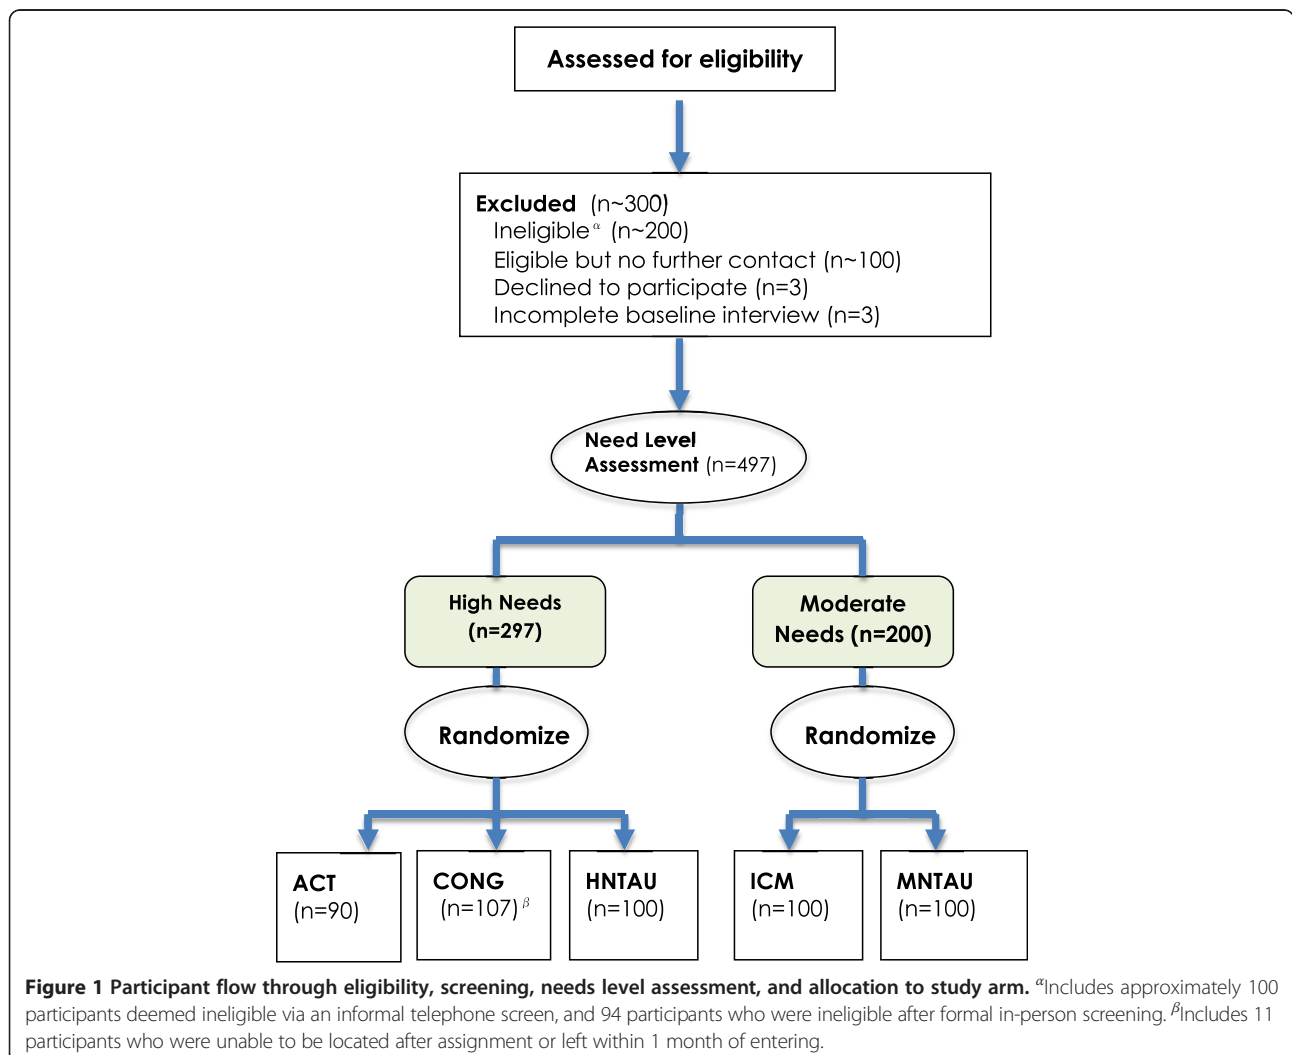 Assessed for eligibility
Excluded (n~300)
Ineligible α (n~200)
Eligible but no further contact (n~100)
Declined to participate (n=3)
Incomplete baseline interview (n=3)
Need Level
Assessment (n=497)
High Needs
(n=297)
Moderate
Needs (n=200)
Randomize
Randomize
ACT
(n=90)
CONG
(n=107) β
HNTAU
(n=100)
ICM
(n=100)
MNTAU
(n=100)
Figure 1 Participant flow through eligibility, screening, needs level assessment, and allocation to study arm. αIncludes approximately 100
participants deemed ineligible via an informal telephone screen, and 94 participants who were ineligible after formal in-person screening. βIncludes 11
participants who were unable to be located after assignment or left within 1 month of entering.